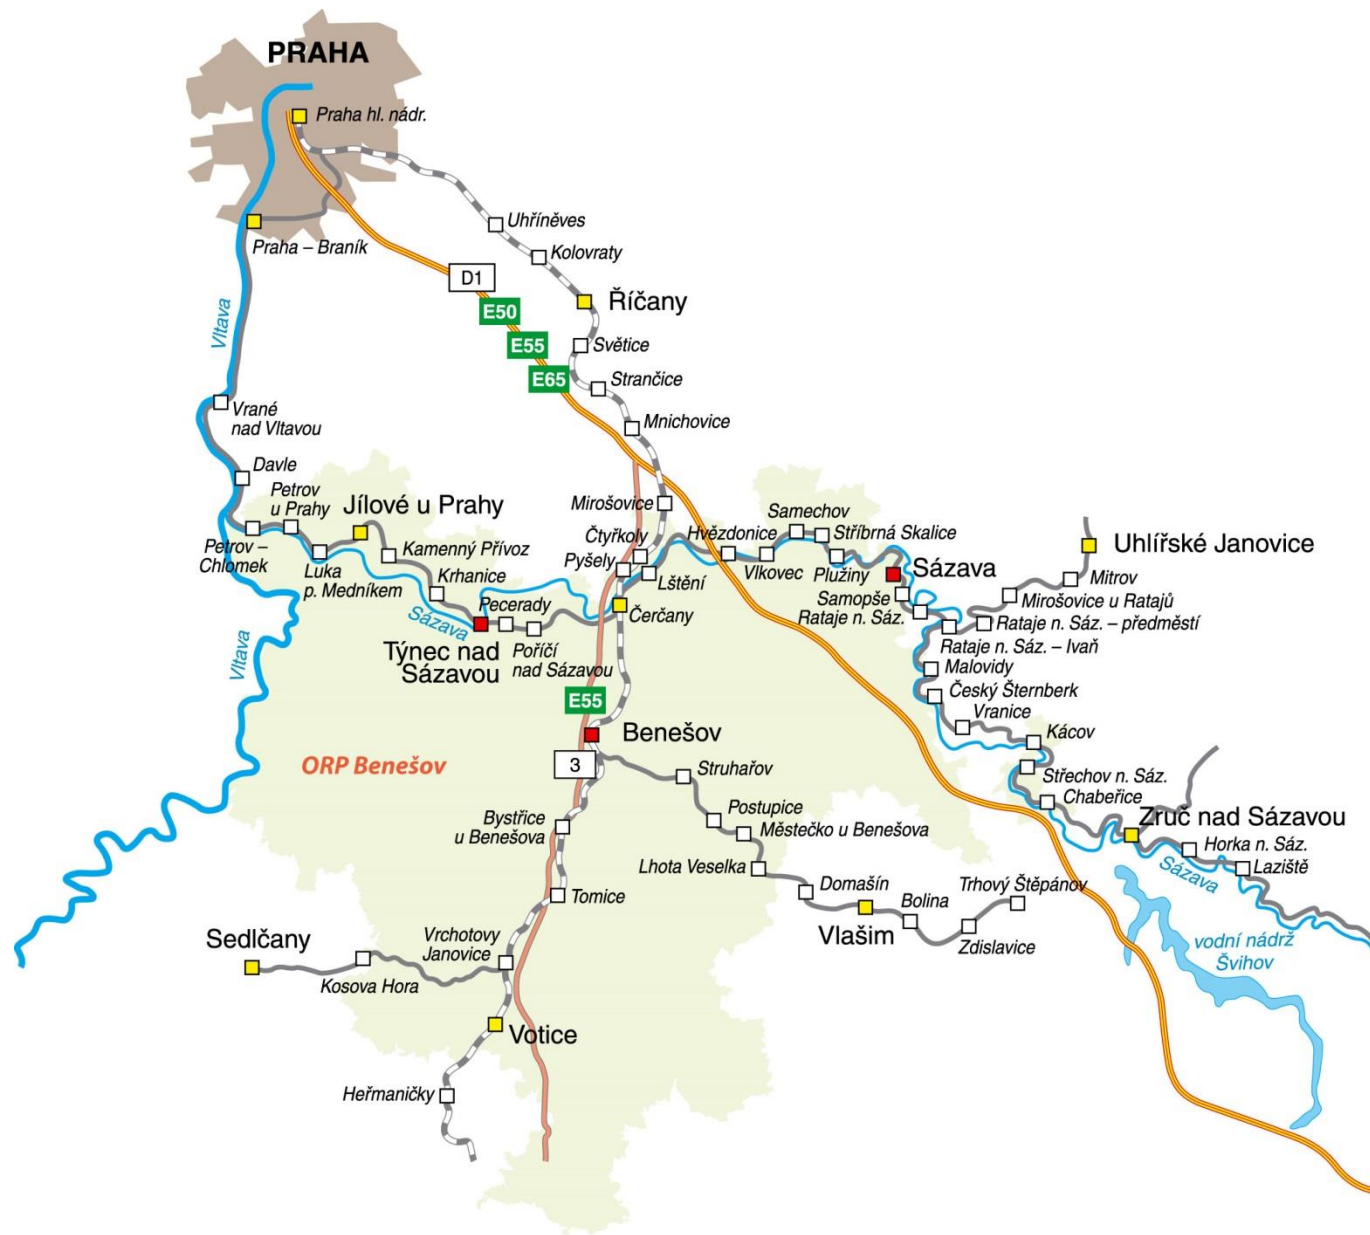 PRAHA
Praha hl. nádr.
Praha – Braník
Uhříněves
Kolovraty
D1
Říčany
E50
Vltava
E55
Světice
E65
Strančice
Vrané
nad Vltavou
Mnichovice
Davle
Petrov
u Prahy
Jílové u Prahy
Mirošovice
Samechov
Hvězdonice
Stříbrná Skalice
Čtyřkoly
Pyšely
Uhlířské Janovice
Petrov –
Chlomek
Kamenný Přívoz
Luka
p. Medníkem
Krhanice
Lštění
Vlkovec
Plužiny
Sázava
Mitrov
Samopše
Mirošovice u Ratajů
Pecerady
Sázava
Čerčany
Rataje n. Sáz.
Rataje n. Sáz. – předměstí
Vltava
Týnec nad
Sázavou
Poříčí
nad Sázavou
Rataje n. Sáz. – Ivaň
Malovidy
Český Šternberk
E55
Vranice
Benešov
Kácov
ORP Benešov
3
Struhařov
Střechov n. Sáz.
Chabeřice
Postupice
Bystřice
u Benešova
Městečko u Benešova
Zruč nad Sázavou
Horka n. Sáz.
Lhota Veselka
Sázava
Laziště
Domašín
Trhový Štěpánov
Tomice
Bolina
Vlašim
Zdislavice
Sedlčany
Vrchotovy
Janovice
vodní nádrž
Švihov
Kosova Hora
Votice
Heřmaničky